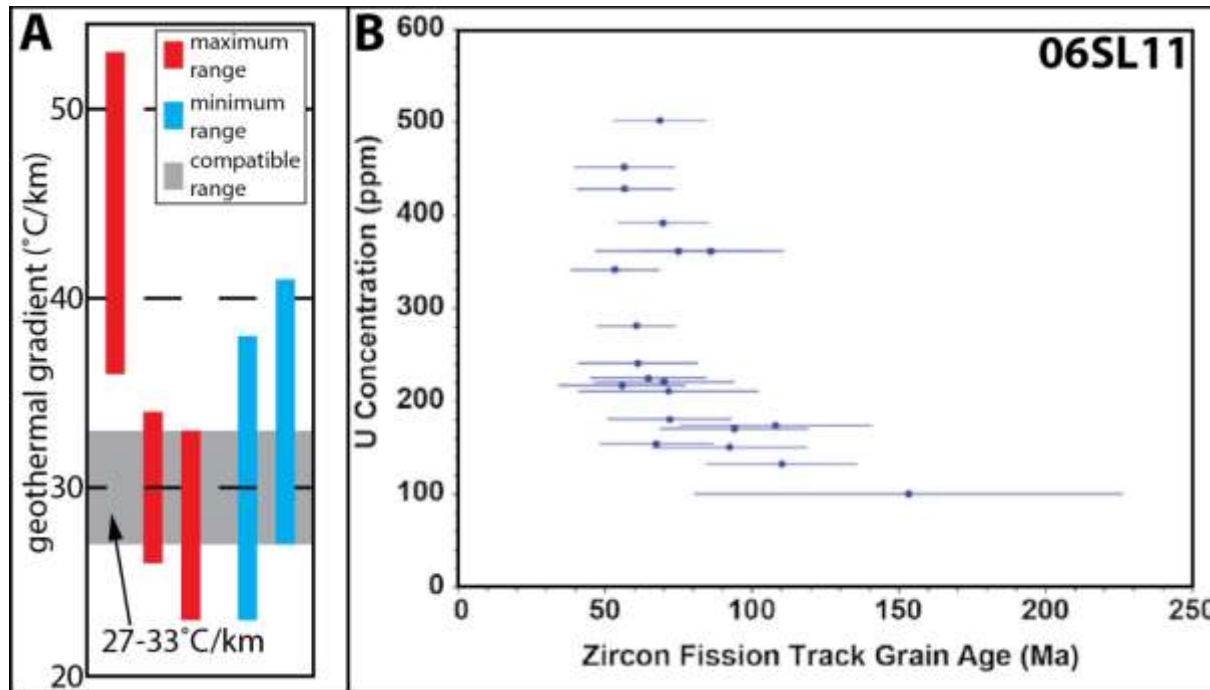 A
maximum
range
minimum
range
compatible
range
geothermal gradient (˚C/km)
50
40
30
20
27-33˚C/km
B
06SL11
U Concentration (ppm)
600
500
400
300
200
100
0
0 50 100 150 200 250
Zircon Fission Track Grain Age (Ma)